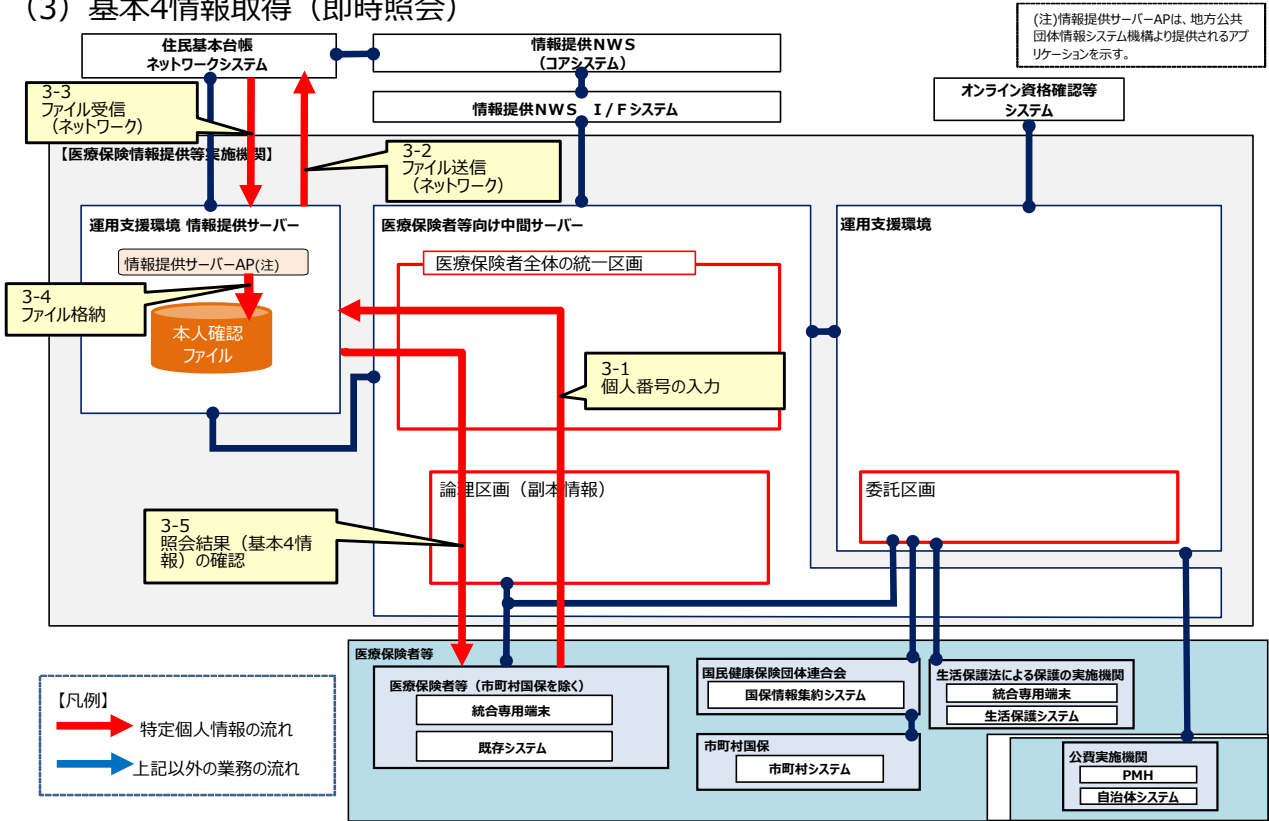 （3）基本4情報取得（即時照会）
(注)情報提供サーバーAPは、地方公共
団体情報システム機構より提供されるアプ
リケーションを示す。
住民基本台帳
ネットワークシステム
情報提供NWS
（コアシステム）
情報提供NWS　I／Fシステム
オンライン資格確認等
システム
3-3
ファイル受信
（ネットワーク）
3-2
ファイル送信
（ネットワーク）
【医療保険情報提供等実施機関】
運用支援環境 情報提供サーバー
情報提供サーバーAP(注)
3-4
ファイル格納
本人確認
ファイル
医療保険者等向け中間サーバー
医療保険者全体の統一区画
3-1
個人番号の入力
運用支援環境
論理区画（副本情報）
委託区画
3-5
照会結果（基本4情
報）の確認
医療保険者等
医療保険者等（市町村国保を除く）
統合専用端末
既存システム
国民健康保険団体連合会
国保情報集約システム
市町村国保
市町村システム
生活保護法による保護の実施機関
統合専用端末
生活保護システム
公費実施機関
PMH
自治体システム
【凡例】
特定個人情報の流れ
上記以外の業務の流れ